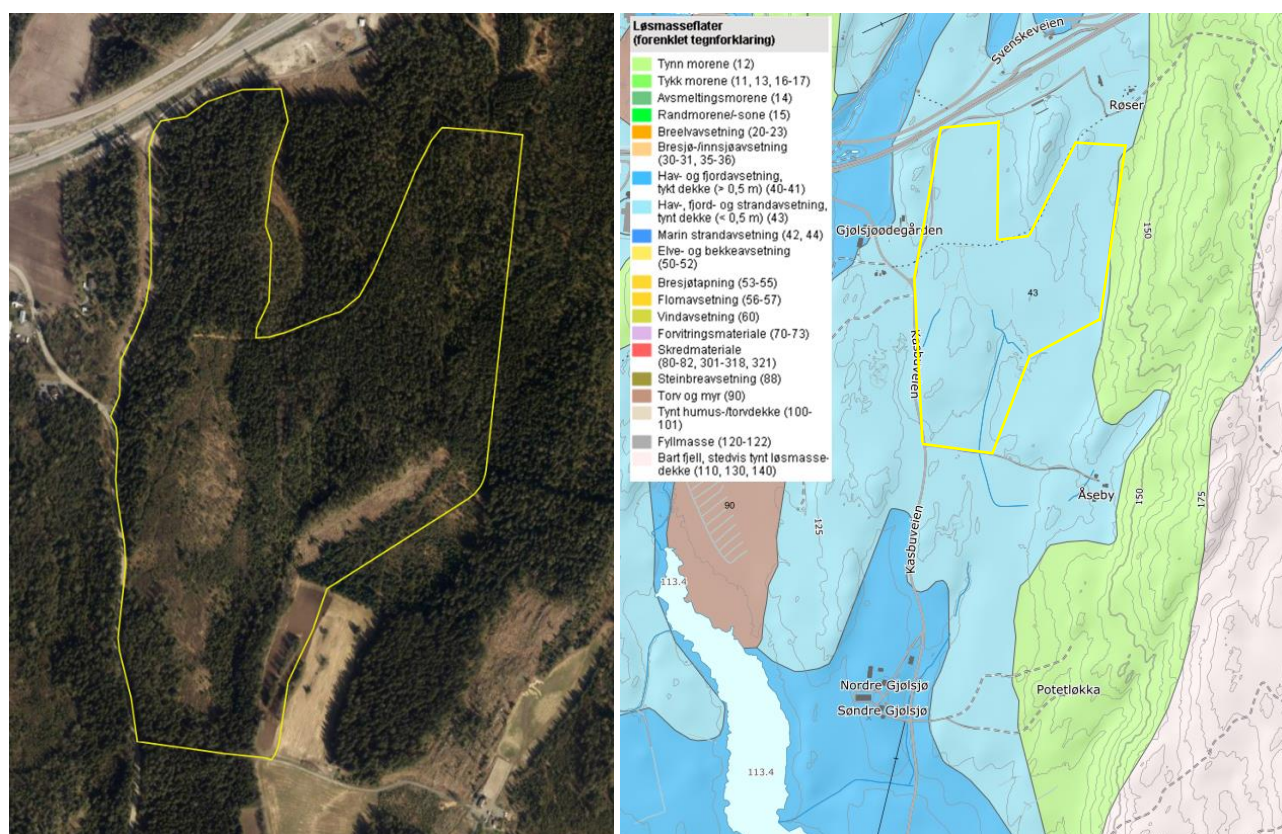 Løsmasseflater
(forenklet tegnforklaring)
Tynn morene (12)
Tykk morene (11, 13, 16-17)
Avsmeltingsmorene (14)
Randmorene/-sone (15)
Breelvavsetning (20-23)
Bresjø-/innsjøavsetning
(30-31, 35-36)
Hav- og fjordavsetning,
tykt dekke (> 0,5 m) (40-41)
Hav-, fjord- og strandavsetning,
tynt dekke (< 0,5 m) (43)
Marin strandavsetning (42, 44)
Elve- og bekkeavsetning
(50-52)
Bresjøtapning (53-55)
Flomavsetning (56-57)
Vindavsetning (60)
Forvitringsmateriale (70-73)
Skredmateriale
(80-82, 301-318, 321)
Steinbreavsetning (88)
Torv og myr (90)
Tynt humus-/torvdekke (100-
101)
Fyllmasse (120-122)
Bart fjell, stedvis tynt løsmasse-
dekke (110, 130, 140)
Svenskeveien
Røser
150
Gjølsjøødegården
43
Kasbuveien
Åseby
150
175
90
125
Kasbuveien
113.4
Nordre Gjølsjø
Søndre Gjølsjø
Potetløkka
113.4